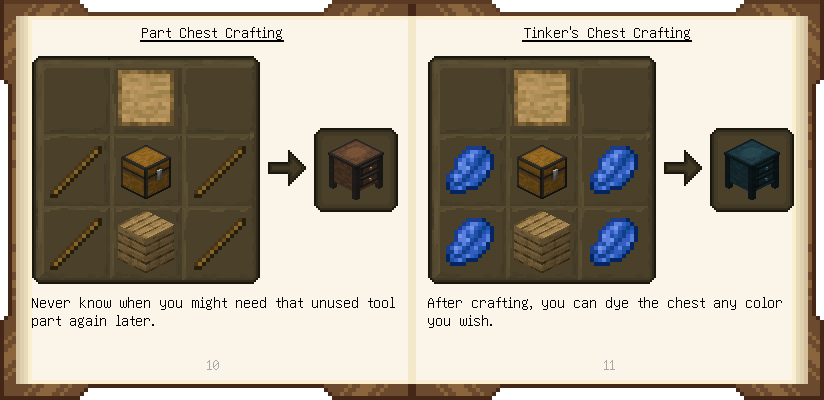 Part Chest Crafting
Never know when you might need that unused tool
part again later.
10
Tinker's Chest Crafting
After crafting, you can dye the chest any color
you wish.
11